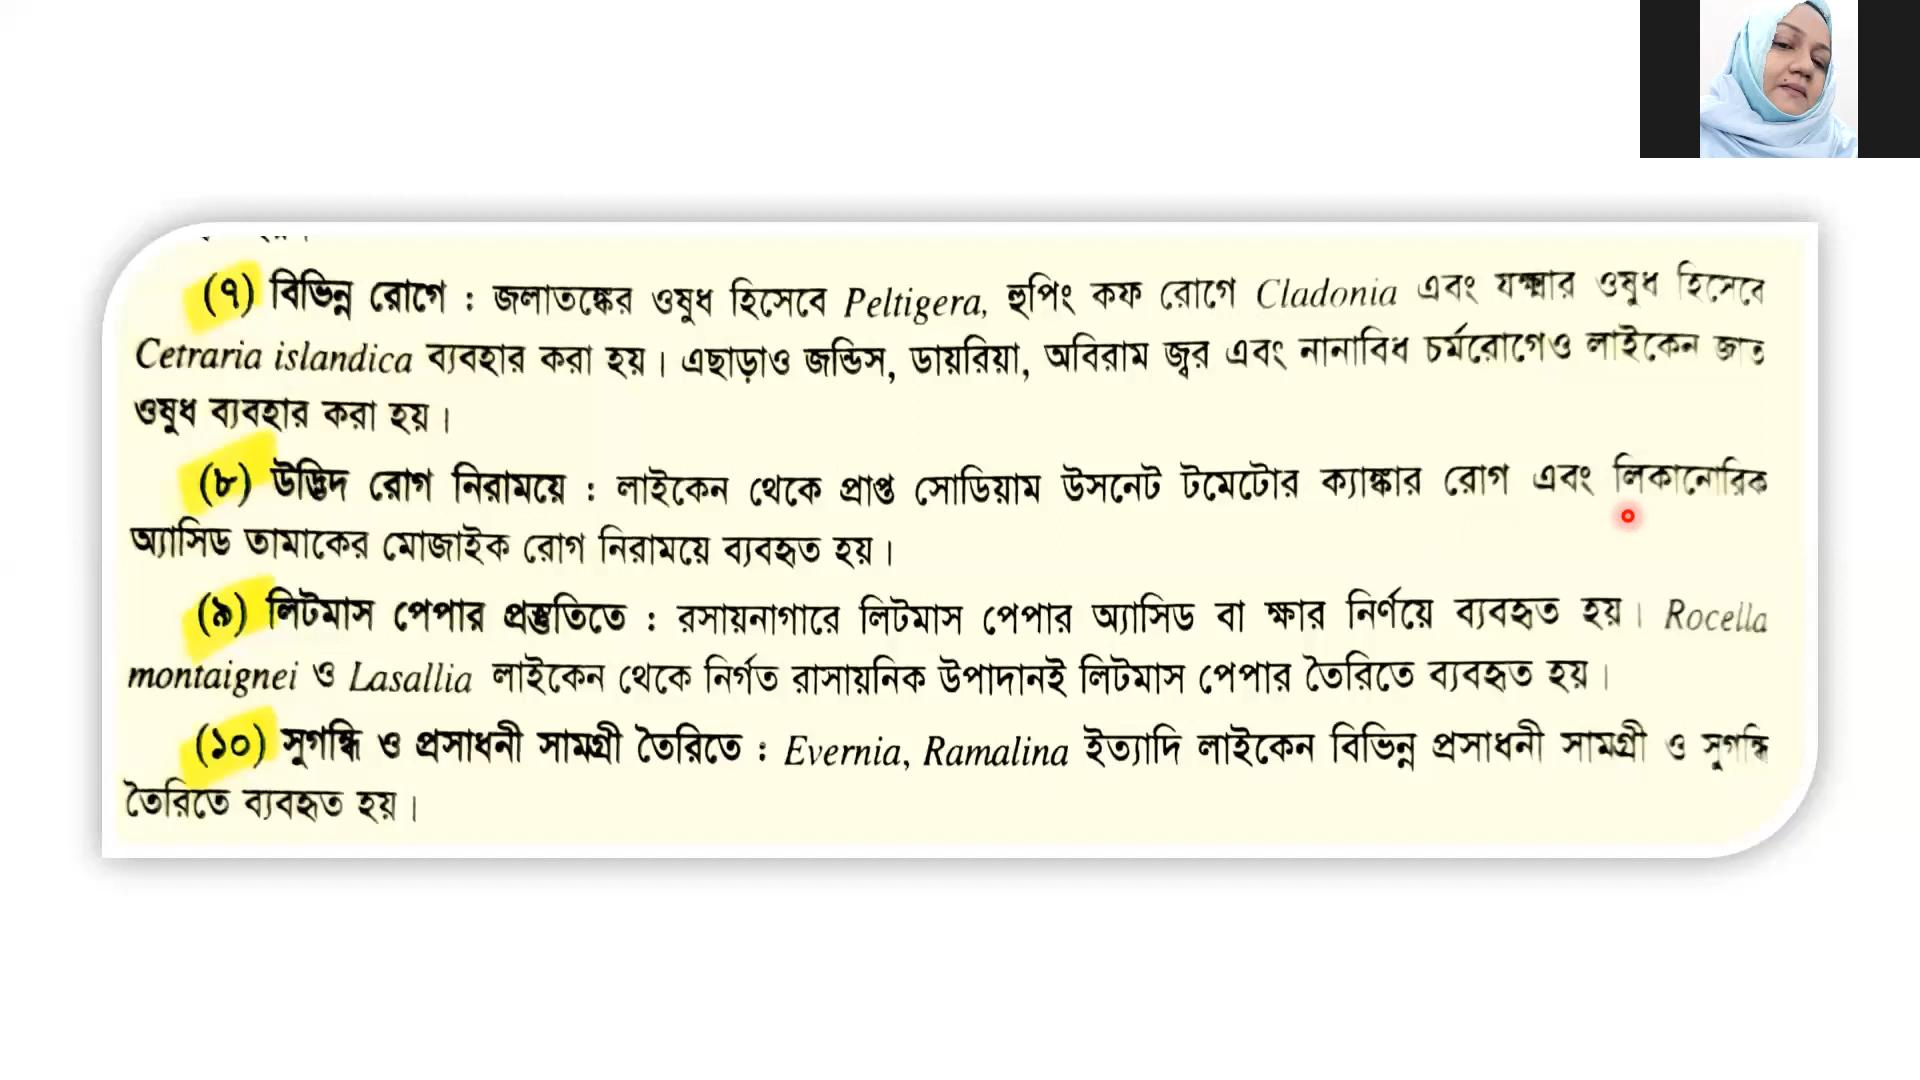 (৭) বিভিন্ন রোগে : জলাতঙ্কের ওষুধ হিসেবে Peltigera, হুপিং কফ রোগে Cladonia এবং যক্ষ্মার ওষুধ হিসেবে
Cetraria islandica ব্যবহার করা হয়। এছাড়াও জন্ডিস, ডায়রিয়া, অবিরাম জ্বর এবং নানাবিধ চর্মরোগেও লাইকেন জাত
ওষুধ ব্যবহার করা হয়।
(৮) উদ্ভিদ রোগ নিরাময়ে : লাইকেন থেকে প্রাপ্ত সোডিয়াম উসনেট টমেটোর ক্যাঙ্কার রোগ এবং লিকানোরিক
অ্যাসিড তামাকের মোজাইক রোগ নিরাময়ে ব্যবহৃত হয়।
(৯) লিটমাস পেপার প্রস্তুতিতে : রসায়নাগারে লিটমাস পেপার অ্যাসিড বা ক্ষার নির্ণয়ে ব্যবহৃত হয়। Rocella
montaignei ও Lasallia লাইকেন থেকে নির্গত রাসায়নিক উপাদানই লিটমাস পেপার তৈরিতে ব্যবহৃত হয়।
(১০) সুগন্ধি ও প্রসাধনী সামগ্রী তৈরিতে : Evernia, Ramalina ইত্যাদি লাইকেন বিভিন্ন প্রসাধনী সামগ্রী ও সুগন্ধি
তৈরিতে ব্যবহৃত হয়।